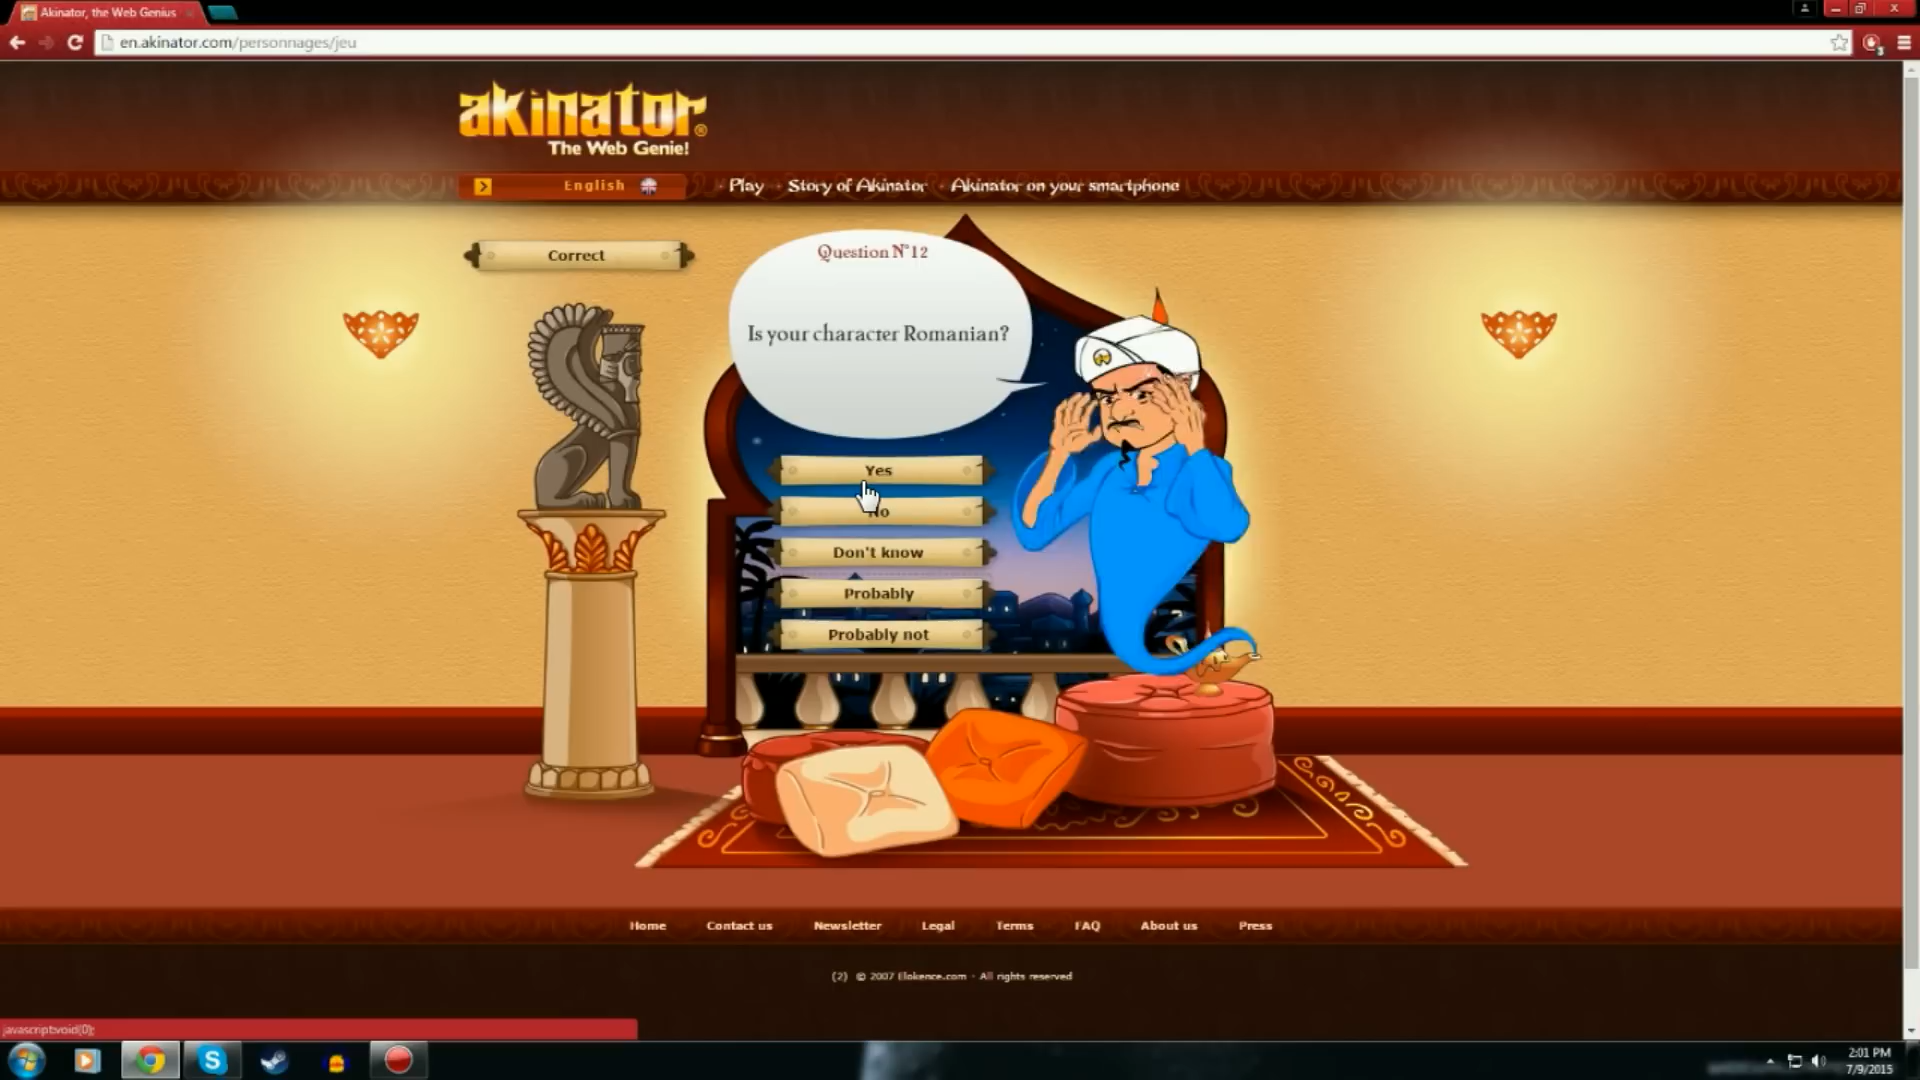 Akinator, the Web Genius
en.akinator.com/personnages/jeu
3
akinator®
The Web Genie!
English
Play
Story of Akinator
Akinator on your smartphone
Correct
Question N°12
Is your character Romanian?
Yes
No
Don't know
Probably
Probably not
Home
Contact us
Newsletter
Legal
Terms
FAQ
About us
Press
(2) © 2007 Elokence.com - All rights reserved
javascript:void(0);
2:01 PM
7/9/2015